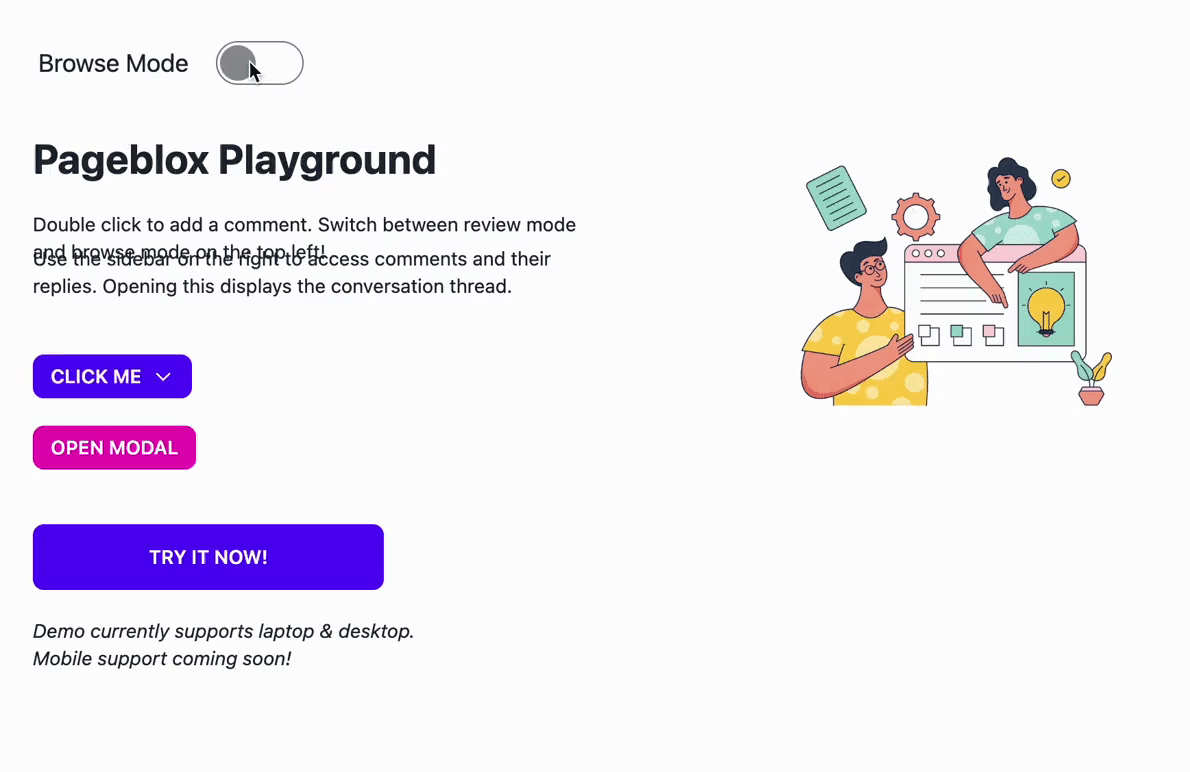 Browse Mode
Pageblox Playground
Double click to add a comment. Switch between review mode
and browse mode on the top left!
Use the sidebar on the right to access comments and their
replies. Opening this displays the conversation thread.
CLICK ME
OPEN MODAL
TRY IT NOW!
Demo currently supports laptop & desktop.
Mobile support coming soon!